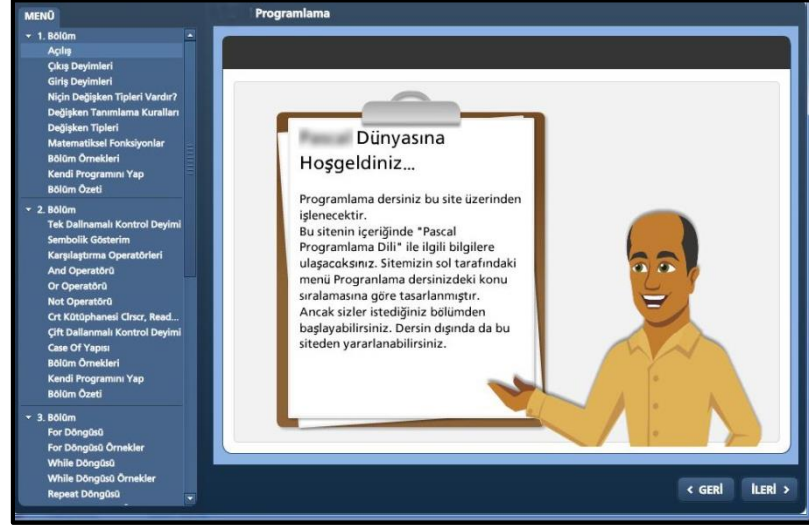 MENÜ
Programlama
1. Bölüm
Açılış
Çıkış Deyimleri
Giriş Deyimleri
Niçin Değişken Tipleri Vardır?
Değişken Tanımlama Kuralları
Değişken Tipleri
Matematiksel Fonksiyonlar
Bölüm Örnekleri
Kendi Programını Yap
Bölüm Özeti
2. Bölüm
Tek Dallnamalı Kontrol Deyimi
Sembolik Gösterim
Karşılaştırma Operatörleri
And Operatörü
Or Operatörü
Not Operatörü
Crt Kütüphanesi Clrscr, Read...
Çift Dallanmalı Kontrol Deyimi
Case Of Yapısı
Bölüm Örnekleri
Kendi Programını Yap
Bölüm Özeti
3. Bölüm
For Döngüsü
For Döngüsü Örnekler
While Döngüsü
While Döngüsü Örnekler
Repeat Döngüsü
Dünyasına
Hoşgeldiniz...
Programlama dersiniz bu site üzerinden
işlenecektir.
Bu sitenin içeriğinde "Pascal
Programlama Dili" ile ilgili bilgilere
ulaşacaksınız. Sitemizin sol tarafındaki
menü Progranlama dersinizdeki konu
sıralamasına göre tasarlanmıştır.
Ancak sizler istediğiniz bölümden
başlayabilirsiniz. Dersin dışında da bu
siteden yararlanabilirsiniz.
< GERİ
İLERİ >